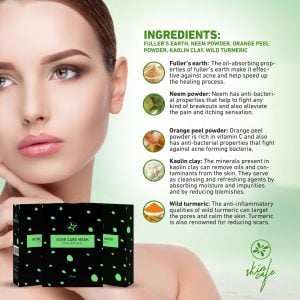 INGREDIENTS:
FULLER'S EARTH, NEEM POWDER, ORANGE PEEL
POWDER, KAOLIN CLAY, WILD TURMERIC
Fuller's earth: The oil-absorbing prop-
erties of fuller's earth make it effec-
tive against acne and help speed up
the healing process.
Neem powder: Neem has anti-bacteri-
al properties that help to fight any
kind of breakouts and also alleviate
the pain and itching sensation.
Orange peel powder: Orange peel
powder is rich in vitamin C and also
has anti-bacterial properties that fight
against acne forming bacteria.
Kaolin clay: The minerals present in
kaolin clay can remove oils and con-
taminants from the skin. They serve
as cleansing and refreshing agents by
absorbing moisture and impurities
and by reducing blemishes.
Wild turmeric: The anti-inflammatory
qualities of wild turmeric can target
the pores and calm the skin. Turmeric
is also renowned for reducing scars.
ACNE CARE MASK
skin
cafe